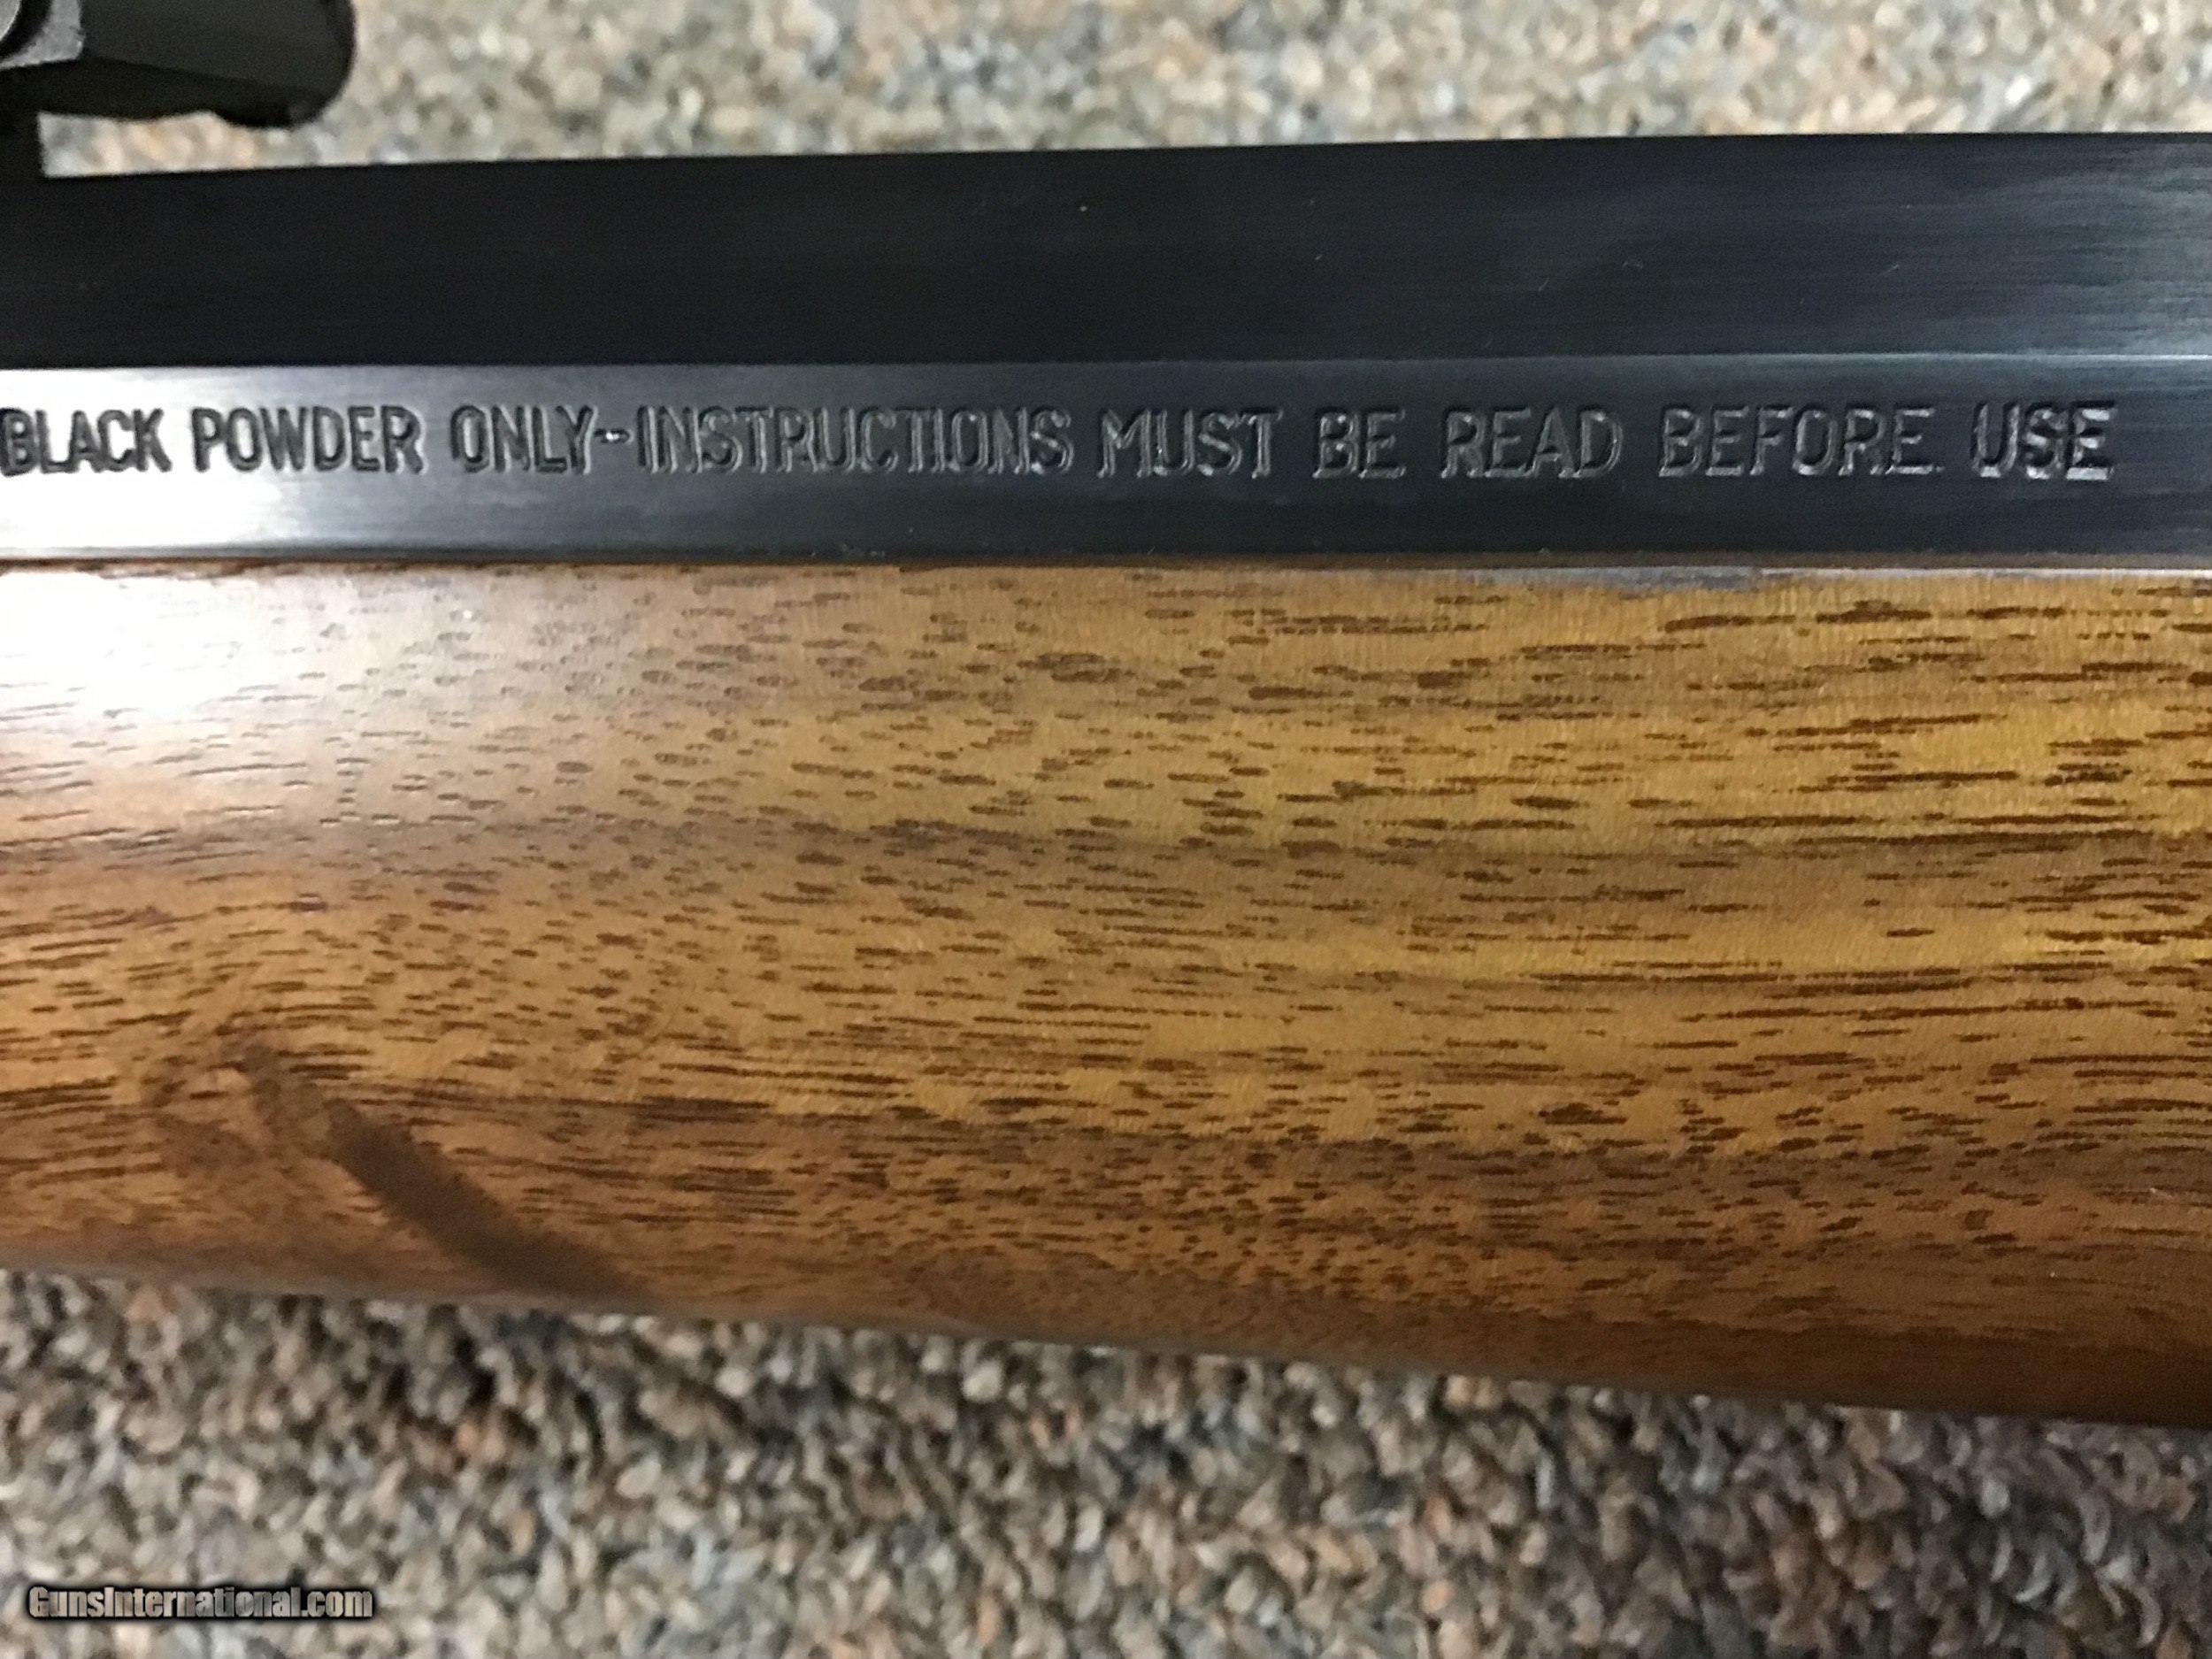 BLACK POWDER ONLY--INSTRUCTIONS MUST BE READ BEFORE USE
GunsInternational.com